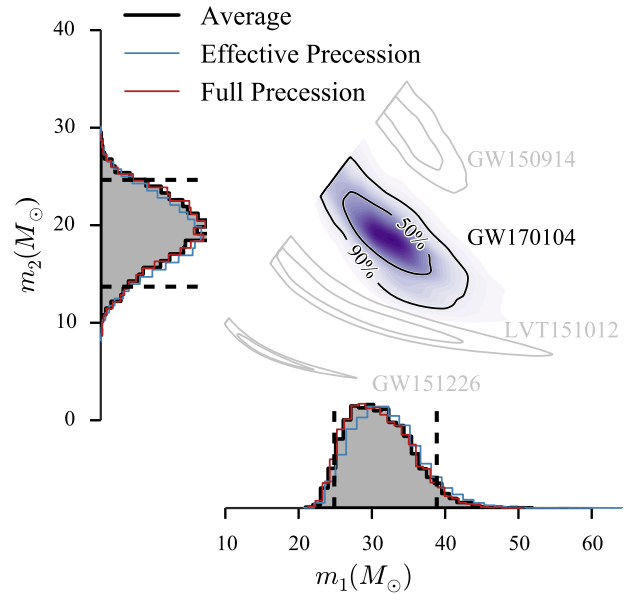 Average
Effective Precession
Full Precession
40
30
20
10
0
m₂(M⊙)
GW150914
GW170104
50%
90%
LVT151012
GW151226
10 20 30 40 50 60
m₁(M⊙)